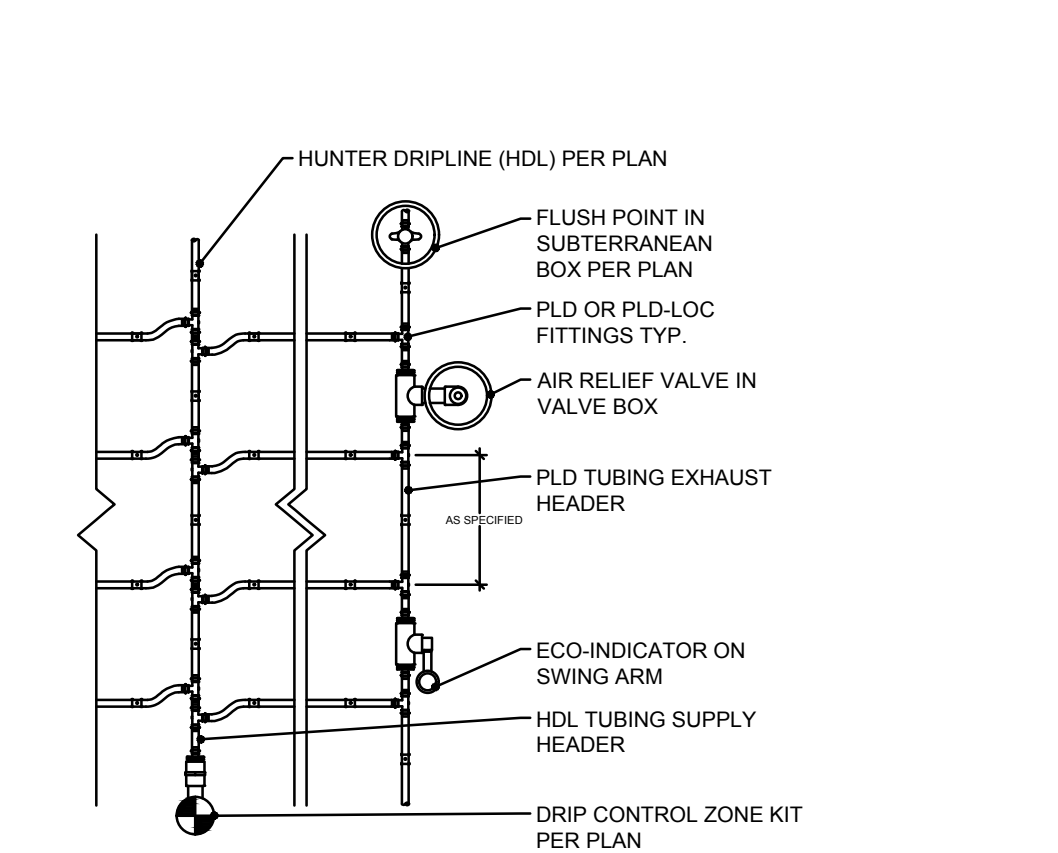 HUNTER DRIPLINE (HDL) PER PLAN
FLUSH POINT IN
SUBTERRANEAN
BOX PER PLAN
PLD OR PLD-LOC
FITTINGS TYP.
AIR RELIEF VALVE IN
VALVE BOX
PLD TUBING EXHAUST
HEADER
AS SPECIFIED
ECO-INDICATOR ON
SWING ARM
HDL TUBING SUPPLY
HEADER
DRIP CONTROL ZONE KIT
PER PLAN